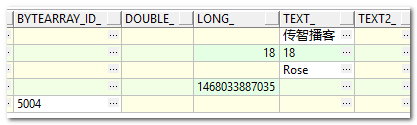 BYTEARRAY_ID_ DOUBLE_ LONG_ TEXT_ TEXT2_
传智播客
18 18
Rose
1468033887035
5004